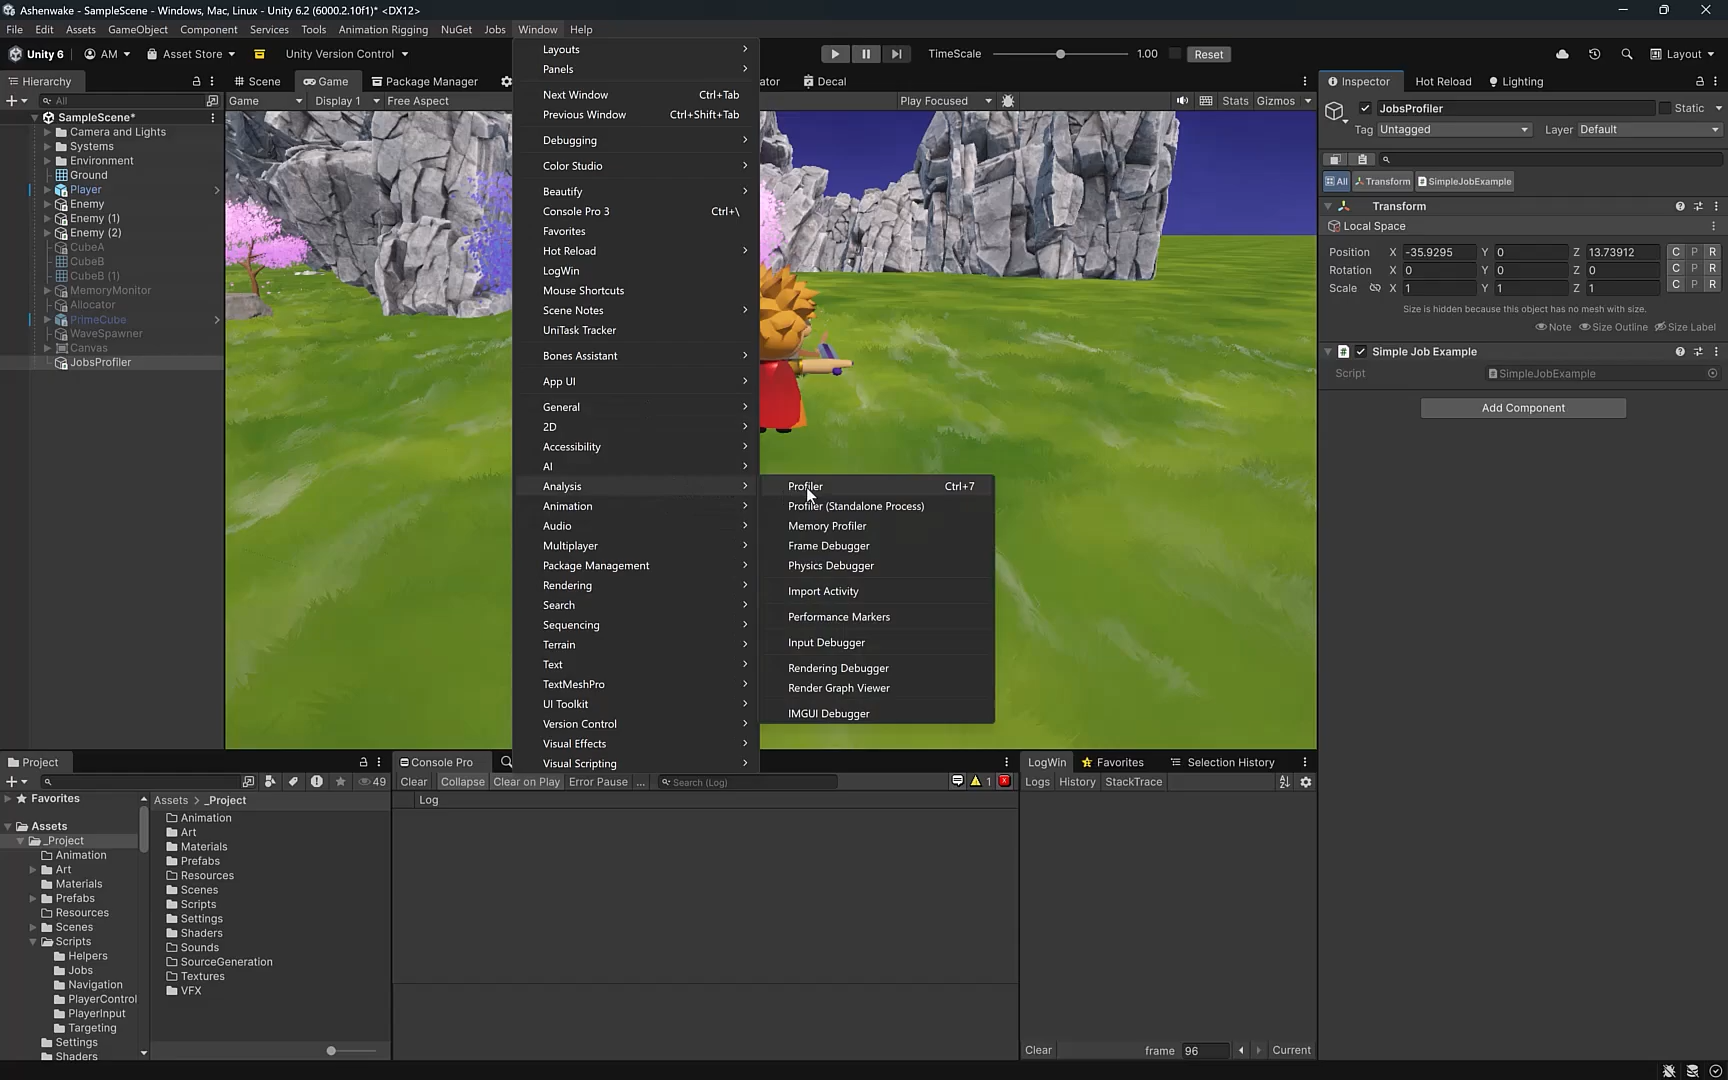 Ashenwake - SampleScene - Windows, Mac, Linux - Unity 6.2 (6000.2.10f1)* <DX12>
File Edit Assets GameObject Component Services Tools Animation Rigging NuGet Jobs Window Help
Unity 6 AM Asset Store Unity Version Control TimeScale 1.00 Reset Layout
Hierarchy Scene Game Package Manager ator Decal Inspector Hot Reload Lighting
All Game Display 1 Free Aspect Play Focused Stats Gizmos
SampleScene*
Camera and Lights
Systems
Environment
Ground
Player
Enemy
Enemy (1)
Enemy (2)
CubeA
CubeB
CubeB (1)
MemoryMonitor
Allocator
PrimeCube
WaveSpawner
Canvas
JobsProfiler
Layouts
Panels
Next Window Ctrl+Tab
Previous Window Ctrl+Shift+Tab
Debugging
Color Studio
Beautify
Console Pro 3 Ctrl+\
Favorites
Hot Reload
LogWin
Mouse Shortcuts
Scene Notes
UniTask Tracker
Bones Assistant
App UI
General
2D
Accessibility
AI
Analysis
Animation
Audio
Multiplayer
Package Management
Rendering
Search
Sequencing
Terrain
Text
TextMeshPro
UI Toolkit
Version Control
Visual Effects
Visual Scripting
Profiler Ctrl+7
Profiler (Standalone Process)
Memory Profiler
Frame Debugger
Physics Debugger
Import Activity
Performance Markers
Input Debugger
Rendering Debugger
Render Graph Viewer
IMGUI Debugger
JobsProfiler Static
Tag Untagged Layer Default
All Transform SimpleJobExample
Transform
Local Space
Position X -35.9295 Y 0 Z 13.73912 C P R
Rotation X 0 Y 0 Z 0 C P R
Scale X 1 Y 1 Z 1 C P R
Size is hidden because this object has no mesh with size.
Note Size Outline Size Label
Simple Job Example
Script SimpleJobExample
Add Component
Project
49
Favorites
Assets
_Project
Animation
Art
Materials
Prefabs
Resources
Scenes
Scripts
Helpers
Jobs
Navigation
PlayerControl
PlayerInput
Targeting
Settings
Shaders
Assets > _Project
Animation
Art
Materials
Prefabs
Resources
Scenes
Scripts
Settings
Shaders
Sounds
SourceGeneration
Textures
VFX
Console Pro
Clear Collapse Clear on Play Error Pause ... Search (Log) 1
Log
LogWin Favorites Selection History
Logs History StackTrace
Clear frame 96 Current